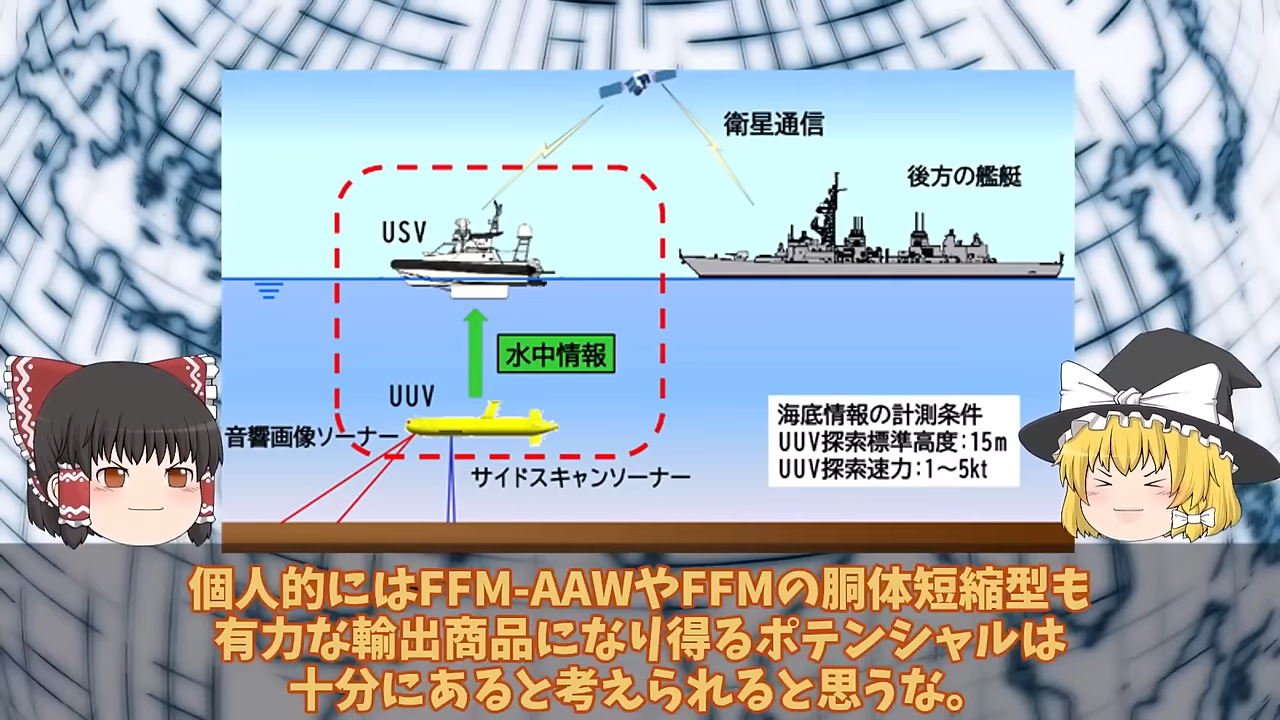 衛星通信
後方の艦艇
USV
水中情報
UUV
音響画像ソーナー
サイドスキャンソーナー
海底情報の計測条件
UUV探索標準高度：15m
UUV探索速力：1～5kt
個人的にはFFM-AAWやFFMの胴体短縮型も
有力な輸出商品になり得るポテンシャルは
十分にあると考えられると思うな。